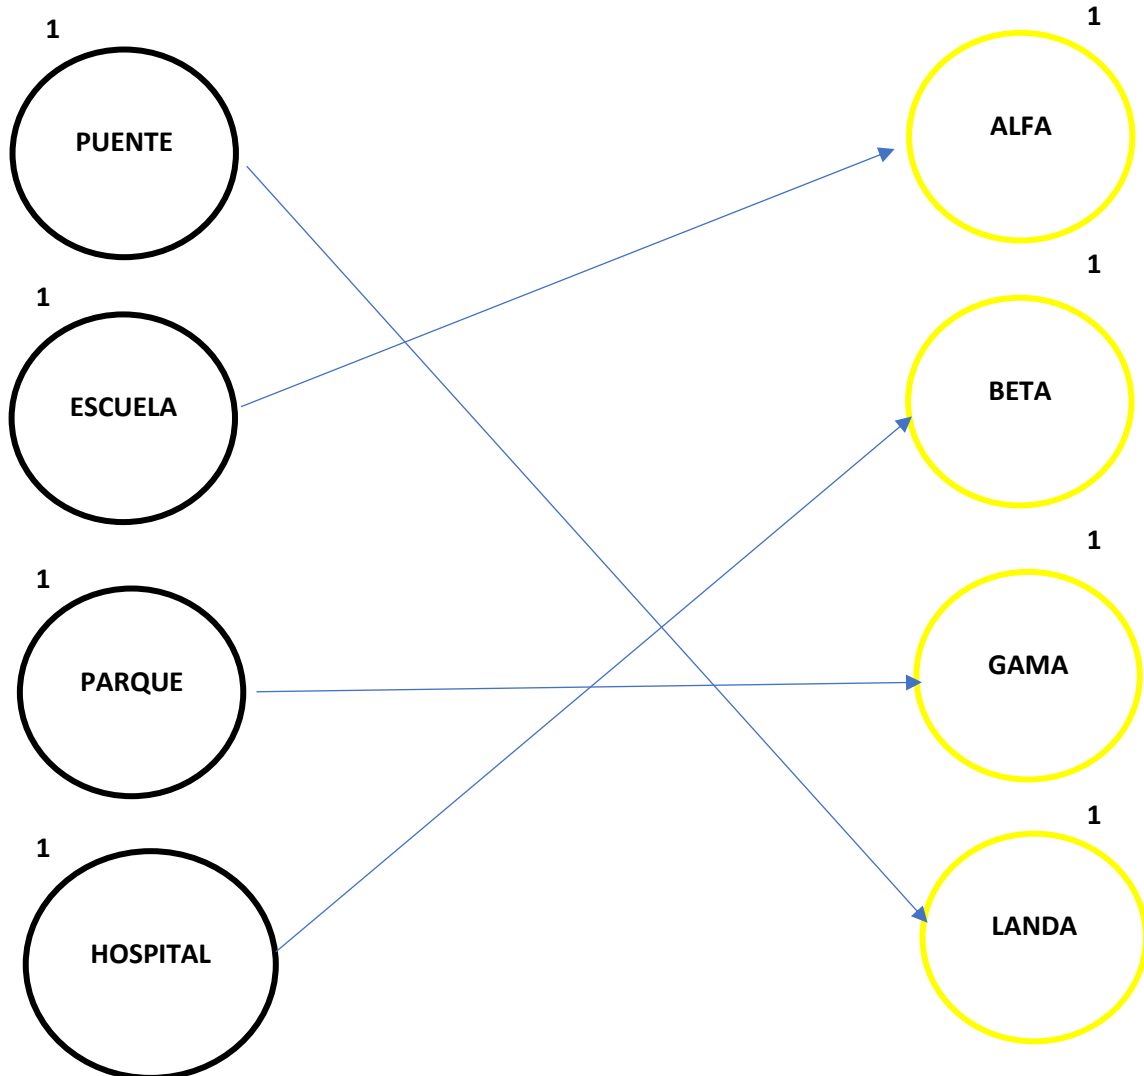 1
1
PUENTE
ALFA
1
1
ESCUELA
BETA
1
1
PARQUE
GAMA
1
1
HOSPITAL
LANDA